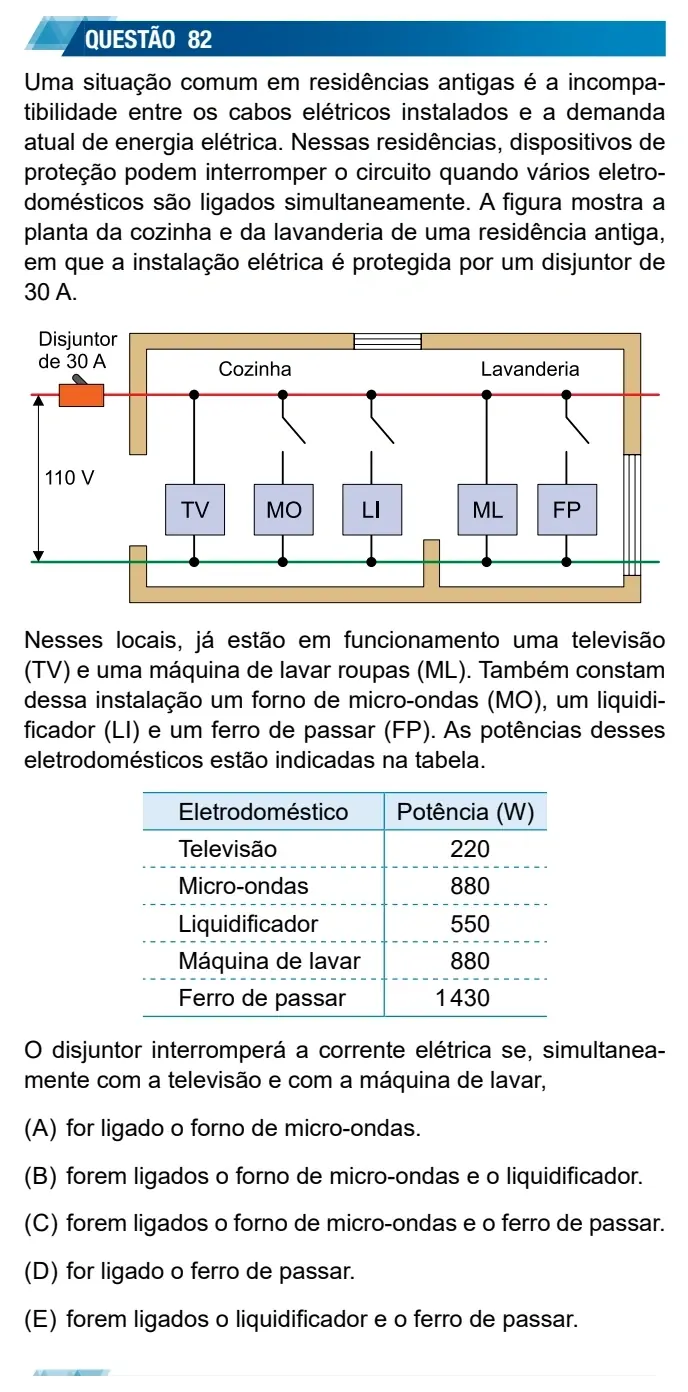 QUESTÃO 82
Uma situação comum em residências antigas é a incompa-
tibilidade entre os cabos elétricos instalados e a demanda
atual de energia elétrica. Nessas residências, dispositivos de
proteção podem interromper o circuito quando vários eletro-
domésticos são ligados simultaneamente. A figura mostra a
planta da cozinha e da lavanderia de uma residência antiga,
em que a instalação elétrica é protegida por um disjuntor de
30 A.
Disjuntor
de 30 A
Cozinha
Lavanderia
110 V
TV
MO
LI
ML
FP
Nesses locais, já estão em funcionamento uma televisão
(TV) e uma máquina de lavar roupas (ML). Também constam
dessa instalação um forno de micro-ondas (MO), um liquidi-
ficador (LI) e um ferro de passar (FP). As potências desses
eletrodomésticos estão indicadas na tabela.
Eletrodoméstico Potência (W)
Televisão 220
Micro-ondas 880
Liquidificador 550
Máquina de lavar 880
Ferro de passar 1 430
O disjuntor interromperá a corrente elétrica se, simultanea-
mente com a televisão e com a máquina de lavar,
(A) for ligado o forno de micro-ondas.
(B) forem ligados o forno de micro-ondas e o liquidificador.
(C) forem ligados o forno de micro-ondas e o ferro de passar.
(D) for ligado o ferro de passar.
(E) forem ligados o liquidificador e o ferro de passar.